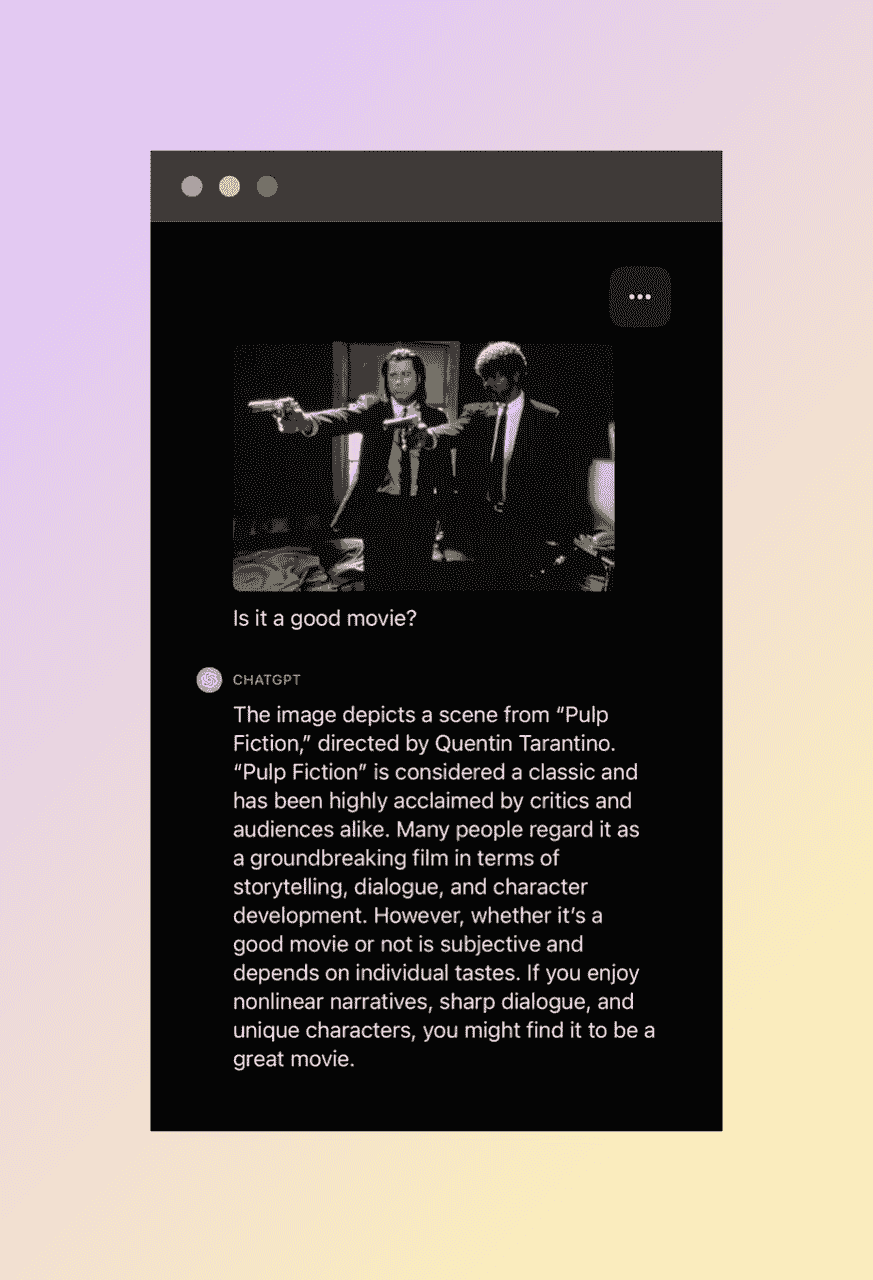 Is it a good movie?
CHATGPT
The image depicts a scene from “Pulp
Fiction,” directed by Quentin Tarantino.
“Pulp Fiction” is considered a classic and
has been highly acclaimed by critics and
audiences alike. Many people regard it as
a groundbreaking film in terms of
storytelling, dialogue, and character
development. However, whether it’s a
good movie or not is subjective and
depends on individual tastes. If you enjoy
nonlinear narratives, sharp dialogue, and
unique characters, you might find it to be a
great movie.